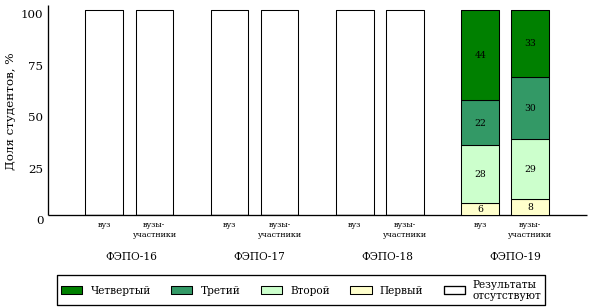 Доля студентов, %
100
75
50
25
0
44
22
28
6
33
30
29
8
вуз вузы-участники вуз вузы-участники вуз вузы-участники вуз вузы-участники
ФЭПО-16 ФЭПО-17 ФЭПО-18 ФЭПО-19
Четвертый Третий Второй Первый Результаты
отсутствуют